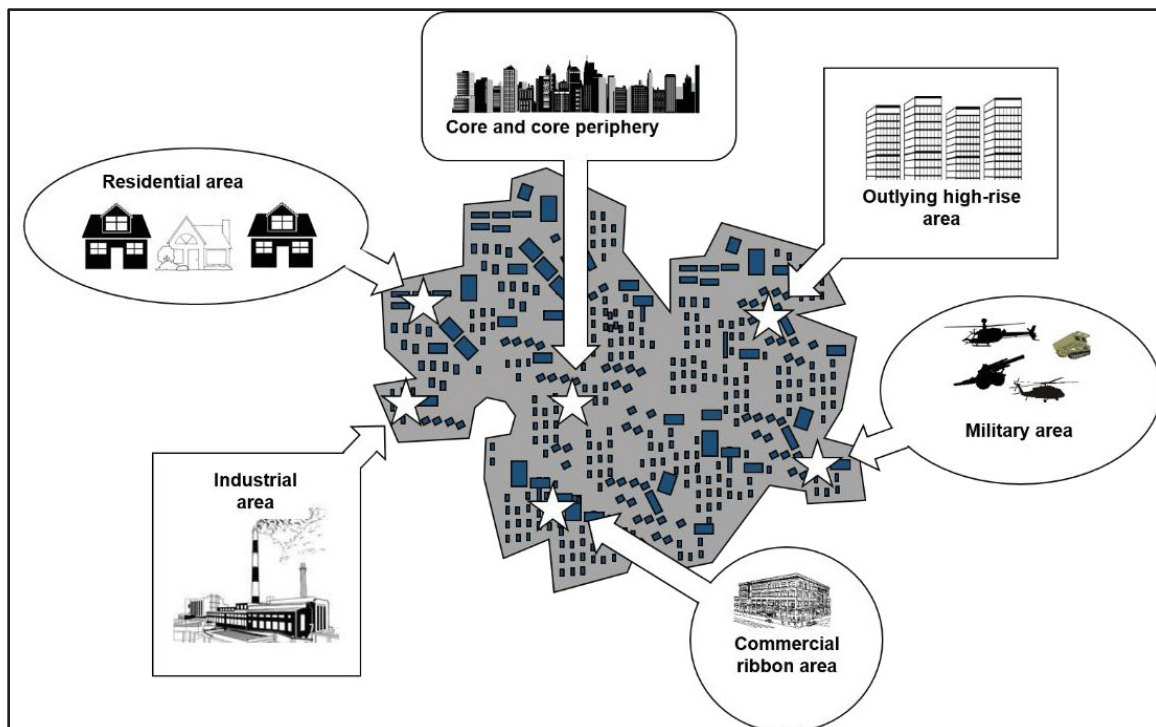 Core and core periphery
Residential area
Outlying high-rise
area
Military area
Industrial
area
Commercial
ribbon area